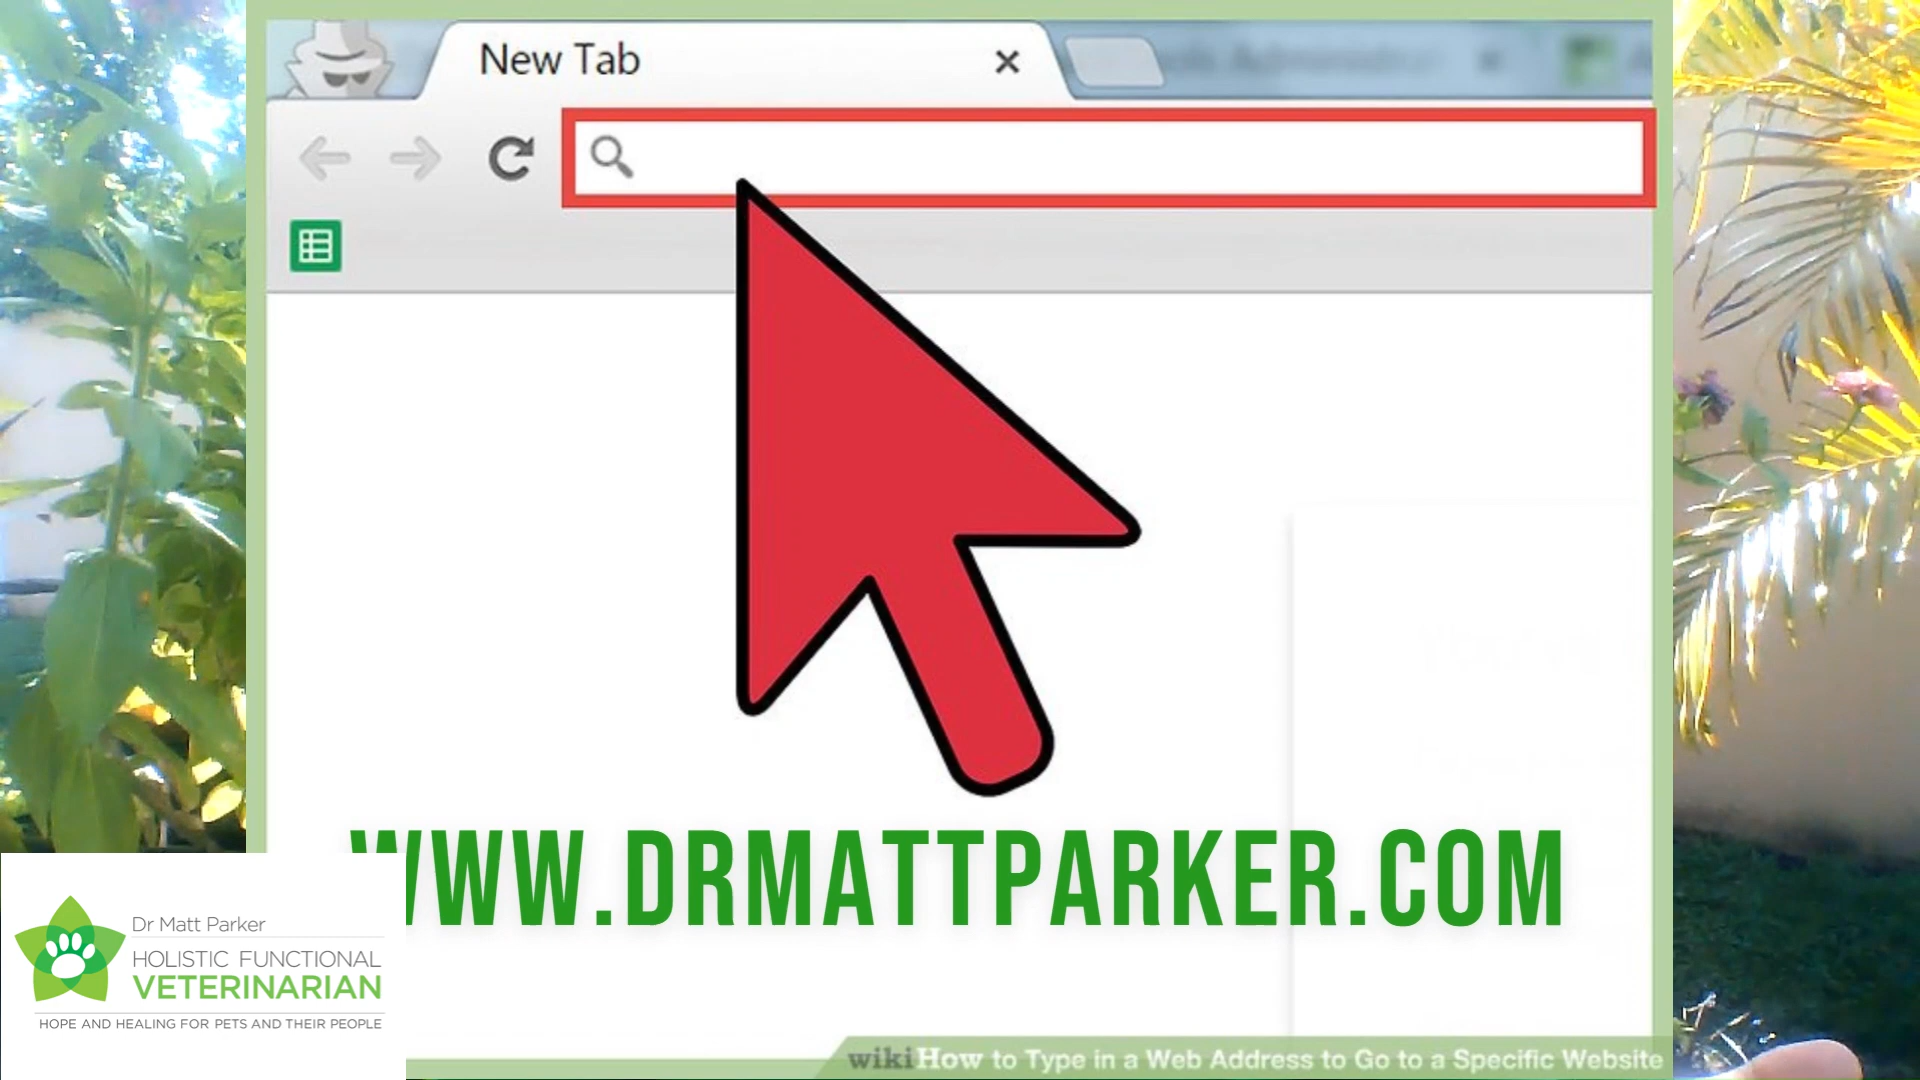 New Tab
WWW.DRMATTPARKER.COM
Dr Matt Parker
HOLISTIC FUNCTIONAL
VETERINARIAN
HOPE AND HEALING FOR PETS AND THEIR PEOPLE
wikiHow to Type in a Web Address to Go to a Specific Website